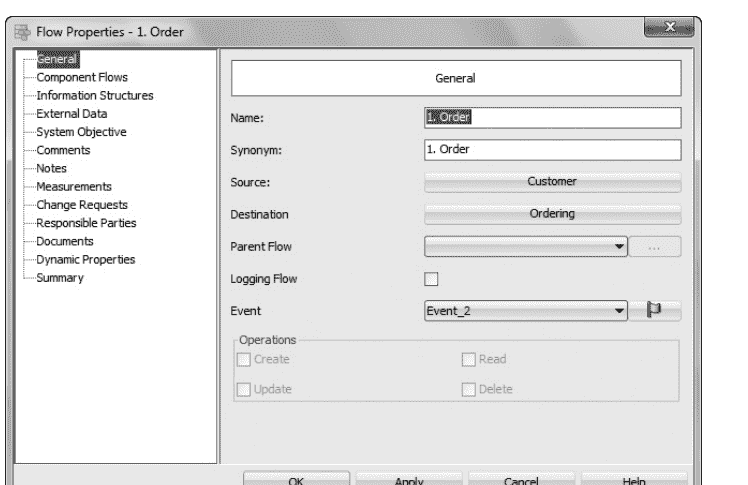 Flow Properties - 1. Order
General
Component Flows
Information Structures
External Data
System Objective
Comments
Notes
Measurements
Change Requests
Responsible Parties
Documents
Dynamic Properties
Summary
General
Name: 1. Order
Synonym: 1. Order
Source: Customer
Destination Ordering
Parent Flow ...
Logging Flow
Event Event_2
Operations
Create Read
Update Delete
OK Apply Cancel Help